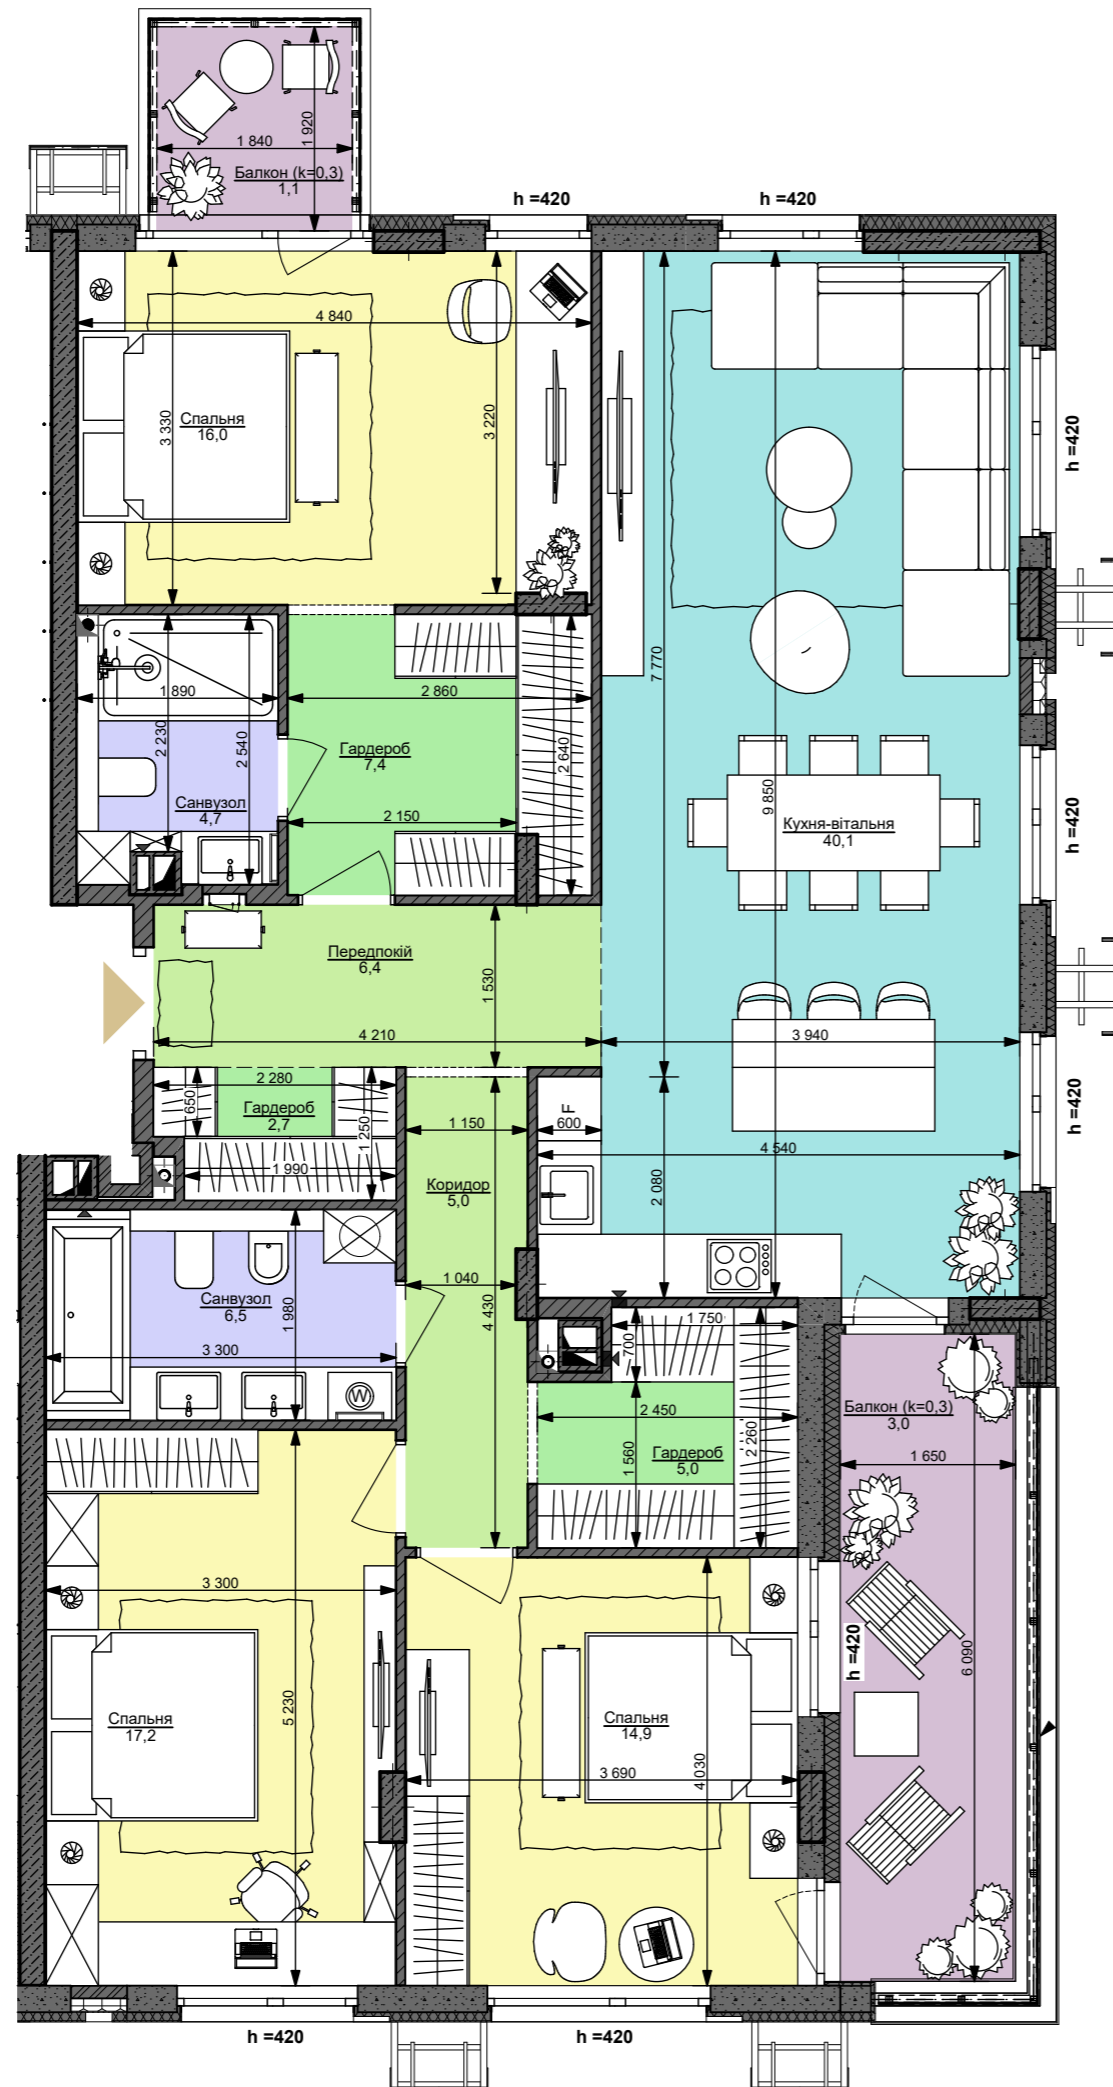 1 920
1 840
Балкон (k=0,3)
1,1
h =420
h =420
4 840
3 330
3 220
Спальня
16,0
h =420
7 770
9 850
1 890
2 860
2 230
2 540
2 640
Гардероб
7,4
Санвузол
4,7
2 150
Кухня-вітальня
40,1
h =420
Передпокій
6,4
1 530
4 210
3 940
2 280
650
Гардероб
2,7
1 250
1 990
1 150
F
600
4 540
h =420
Коридор
5,0
2 080
1 040
4 430
Санвузол
6,5
1 980
3 300
W
1 750
700
2 450
1 560
2 260
Гардероб
5,0
Балкон (k=0,3)
3,0
1 650
3 300
5 230
Спальня
17,2
Спальня
14,9
3 690
4 030
h =420
6 090
h =420
h =420